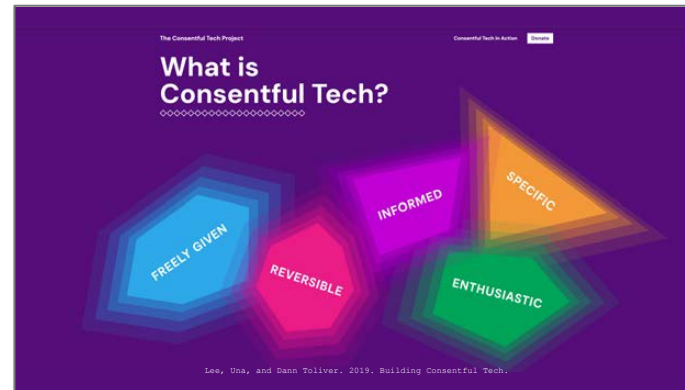 The Consentful Tech Project
Consentful Tech in Action
Donate
What is
Consentful Tech?
FREELY GIVEN
REVERSIBLE
INFORMED
SPECIFIC
ENTHUSIASTIC
Lee, Una, and Dann Toliver. 2019. Building Consentful Tech.